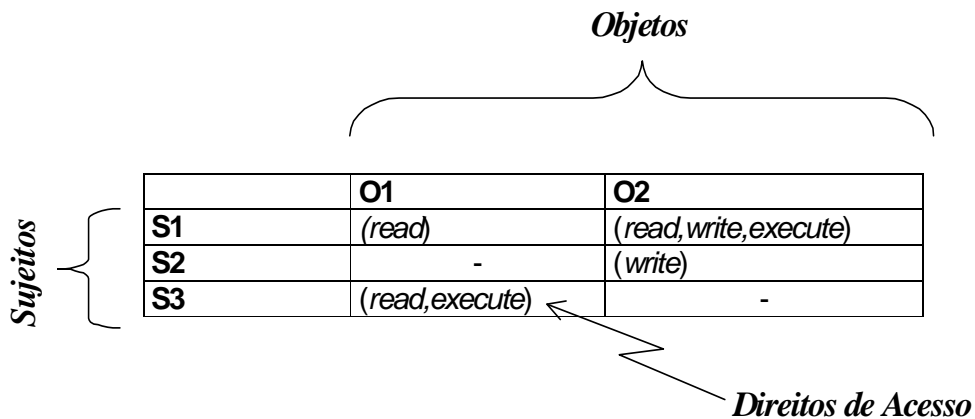 Objetos
O1 O2
Sujeitos
S1 (read) (read,write,execute)
S2 - (write)
S3 (read,execute) -
Direitos de Acesso